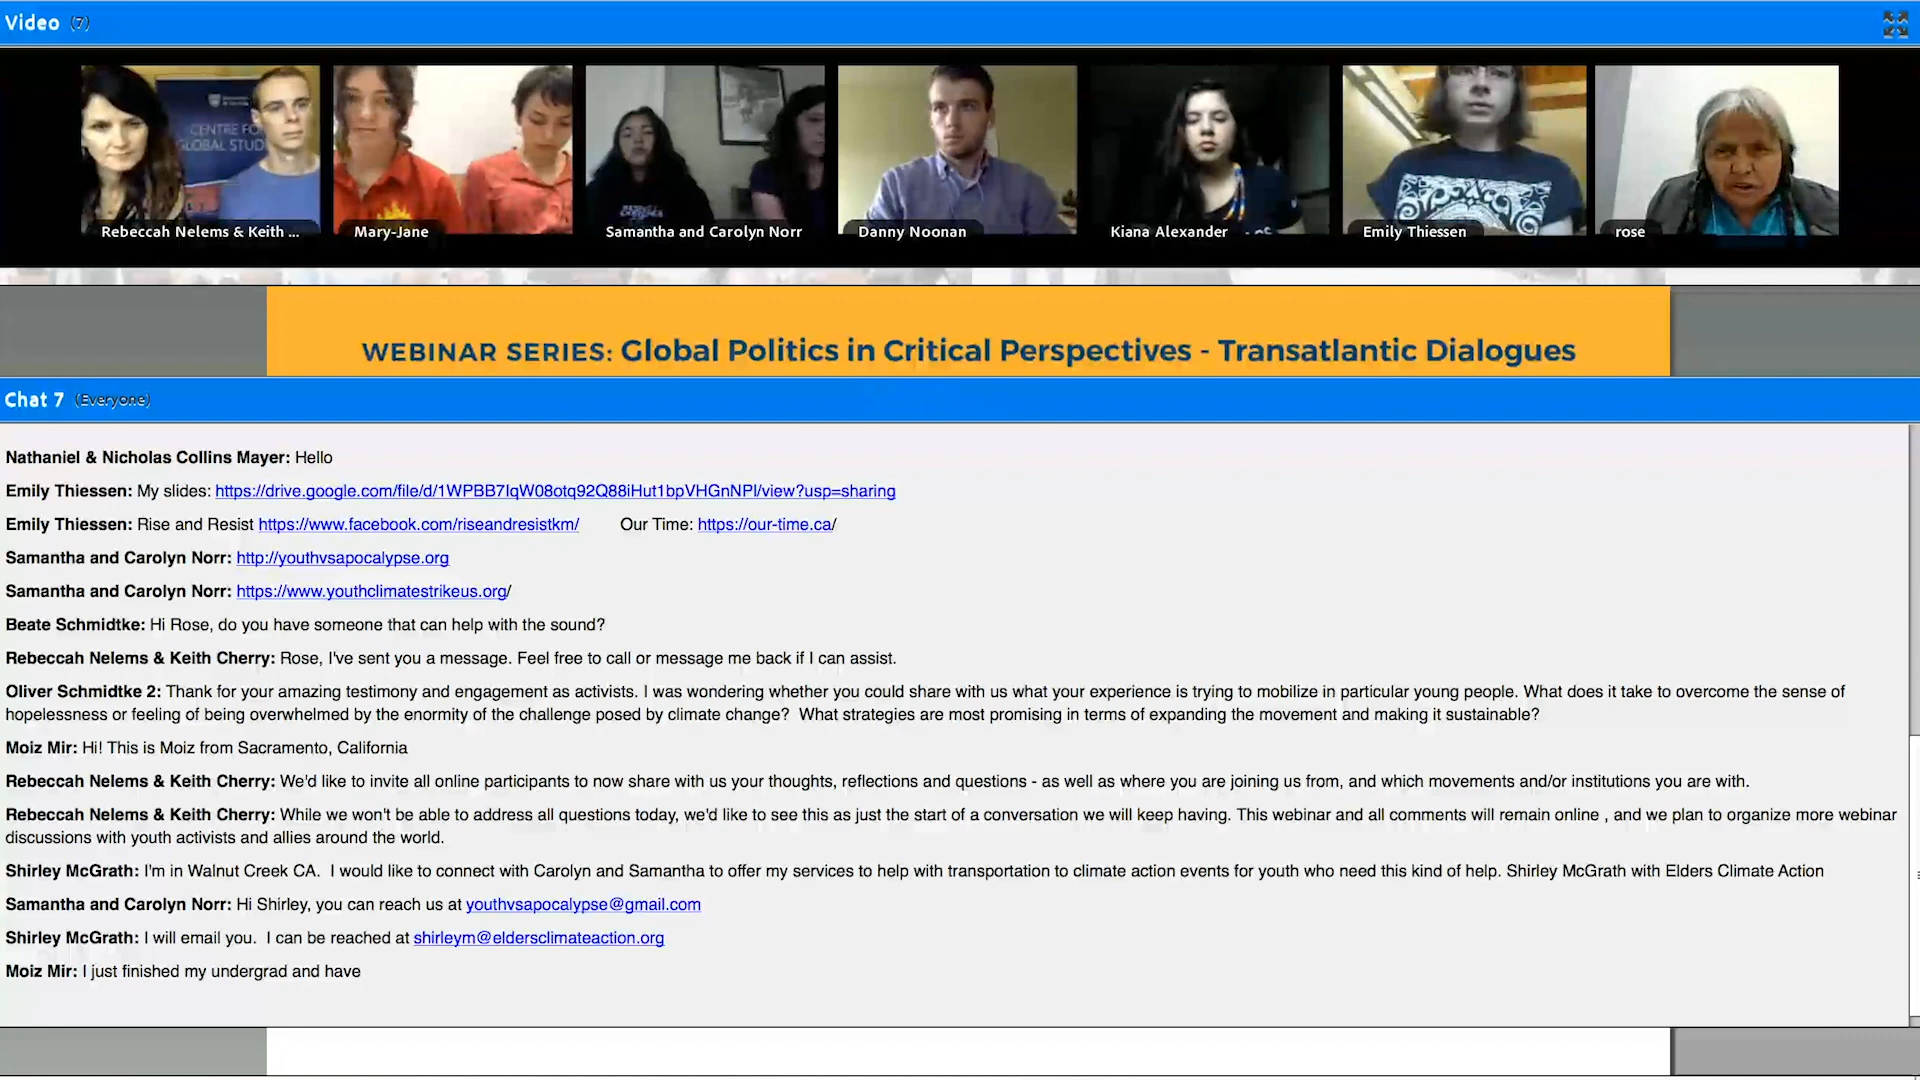 Video (7)
CENTRE FO
GLOBAL STUD
Rebeccah Nelems & Keith ...
Mary-Jane
Samantha and Carolyn Norr
Danny Noonan
Kiana Alexander
Emily Thiessen
rose
WEBINAR SERIES: Global Politics in Critical Perspectives - Transatlantic Dialogues
Chat 7 (Everyone)
Nathaniel & Nicholas Collins Mayer: Hello
Emily Thiessen: My slides: https://drive.google.com/file/d/1WPBB7IqW08otq92Q88iHut1bpVHGnNPl/view?usp=sharing
Emily Thiessen: Rise and Resist https://www.facebook.com/riseandresistkm/ Our Time: https://our-time.ca/
Samantha and Carolyn Norr: http://youthvsapocalypse.org
Samantha and Carolyn Norr: https://www.youthclimatestrikeus.org/
Beate Schmidtke: Hi Rose, do you have someone that can help with the sound?
Rebeccah Nelems & Keith Cherry: Rose, I've sent you a message. Feel free to call or message me back if I can assist.
Oliver Schmidtke 2: Thank for your amazing testimony and engagement as activists. I was wondering whether you could share with us what your experience is trying to mobilize in particular young people. What does it take to overcome the sense of
hopelessness or feeling of being overwhelmed by the enormity of the challenge posed by climate change? What strategies are most promising in terms of expanding the movement and making it sustainable?
Moiz Mir: Hi! This is Moiz from Sacramento, California
Rebeccah Nelems & Keith Cherry: We'd like to invite all online participants to now share with us your thoughts, reflections and questions - as well as where you are joining us from, and which movements and/or institutions you are with.
Rebeccah Nelems & Keith Cherry: While we won't be able to address all questions today, we'd like to see this as just the start of a conversation we will keep having. This webinar and all comments will remain online , and we plan to organize more webinar
discussions with youth activists and allies around the world.
Shirley McGrath: I'm in Walnut Creek CA. I would like to connect with Carolyn and Samantha to offer my services to help with transportation to climate action events for youth who need this kind of help. Shirley McGrath with Elders Climate Action
Samantha and Carolyn Norr: Hi Shirley, you can reach us at youthvsapocalypse@gmail.com
Shirley McGrath: I will email you. I can be reached at shirleym@eldersclimateaction.org
Moiz Mir: I just finished my undergrad and have